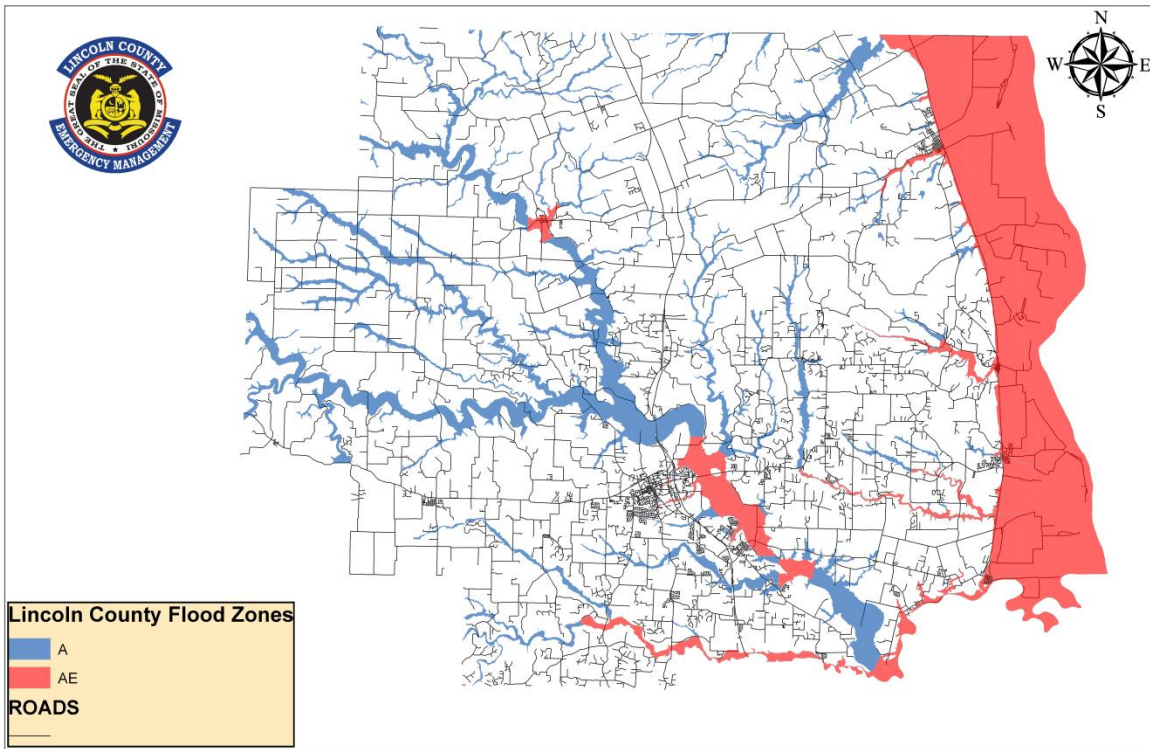 LINCOLN COUNTY
THE GREAT SEAL OF THE STATE OF MISSOURI
EMERGENCY MANAGEMENT
N
W E
S
Lincoln County Flood Zones
A
AE
ROADS